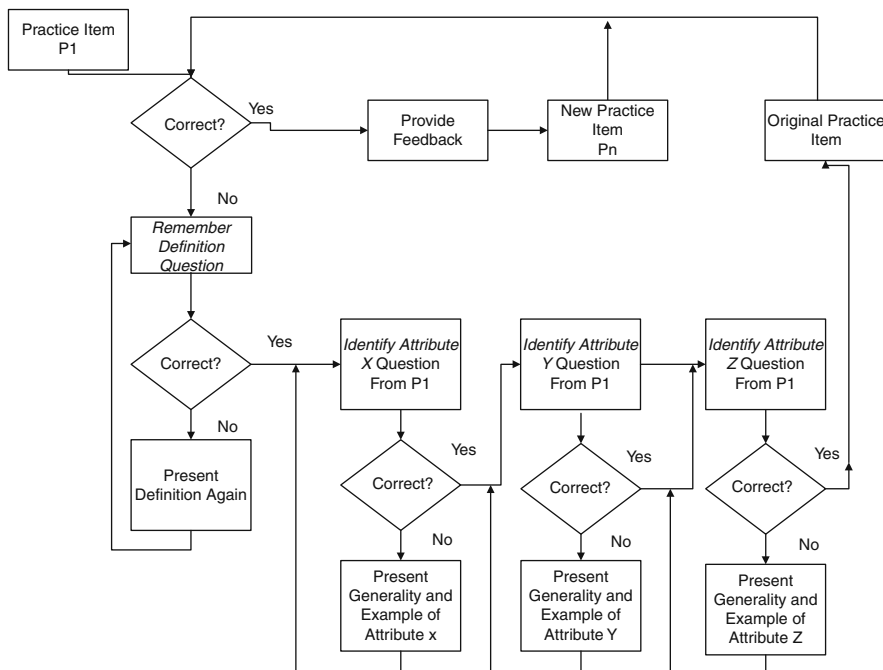 Practice Item
P1
Correct?
Yes
Provide
Feedback
New Practice
Item
Pn
Original Practice
Item
No
Remember
Definition
Question
Correct?
Yes
No
Present
Definition Again
Identify Attribute
X Question
From P1
Correct?
Yes
No
Present
Generality and
Example of
Attribute x
Identify Attribute
Y Question
From P1
Correct?
Yes
No
Present
Generality and
Example of
Attribute Y
Identify Attribute
Z Question
From P1
Correct?
Yes
No
Present
Generality and
Example of
Attribute Z